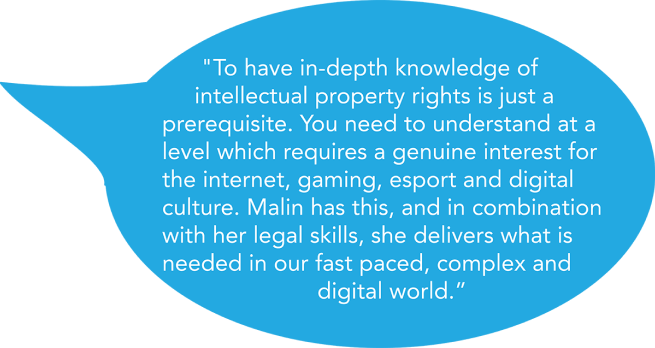 "To have in-depth knowledge of
intellectual property rights is just a
prerequisite. You need to understand at a
level which requires a genuine interest for
the internet, gaming, esport and digital
culture. Malin has this, and in combination
with her legal skills, she delivers what is
needed in our fast paced, complex and
digital world.”